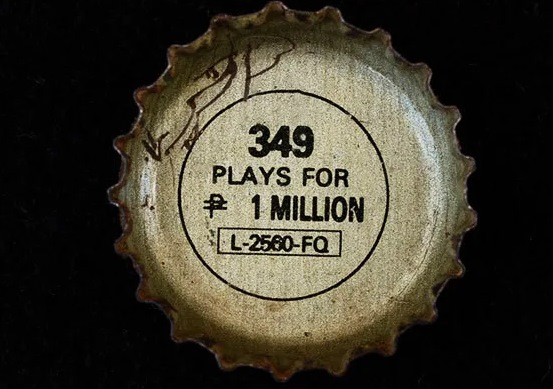 349
PLAYS FOR
₱ 1 MILLION
L-2560-FQ